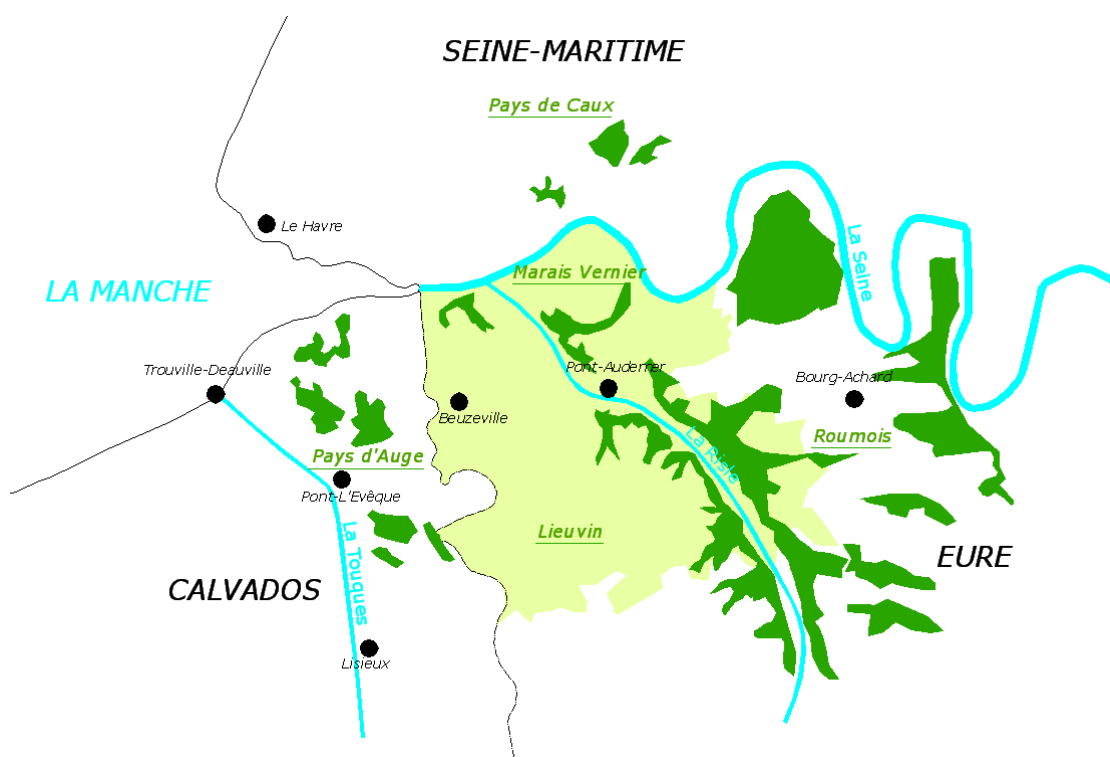 SEINE-MARITIME
Pays de Caux
Le Havre
La Seine
Marais Vernier
LA MANCHE
Trouville-Deauville
Pont-Audemer
Bourg-Achard
Beuzeville
Roumois
La Risle
Pays d'Auge
Pont-L'Evêque
Lieuvin
La Touques
EURE
CALVADOS
Lisieux